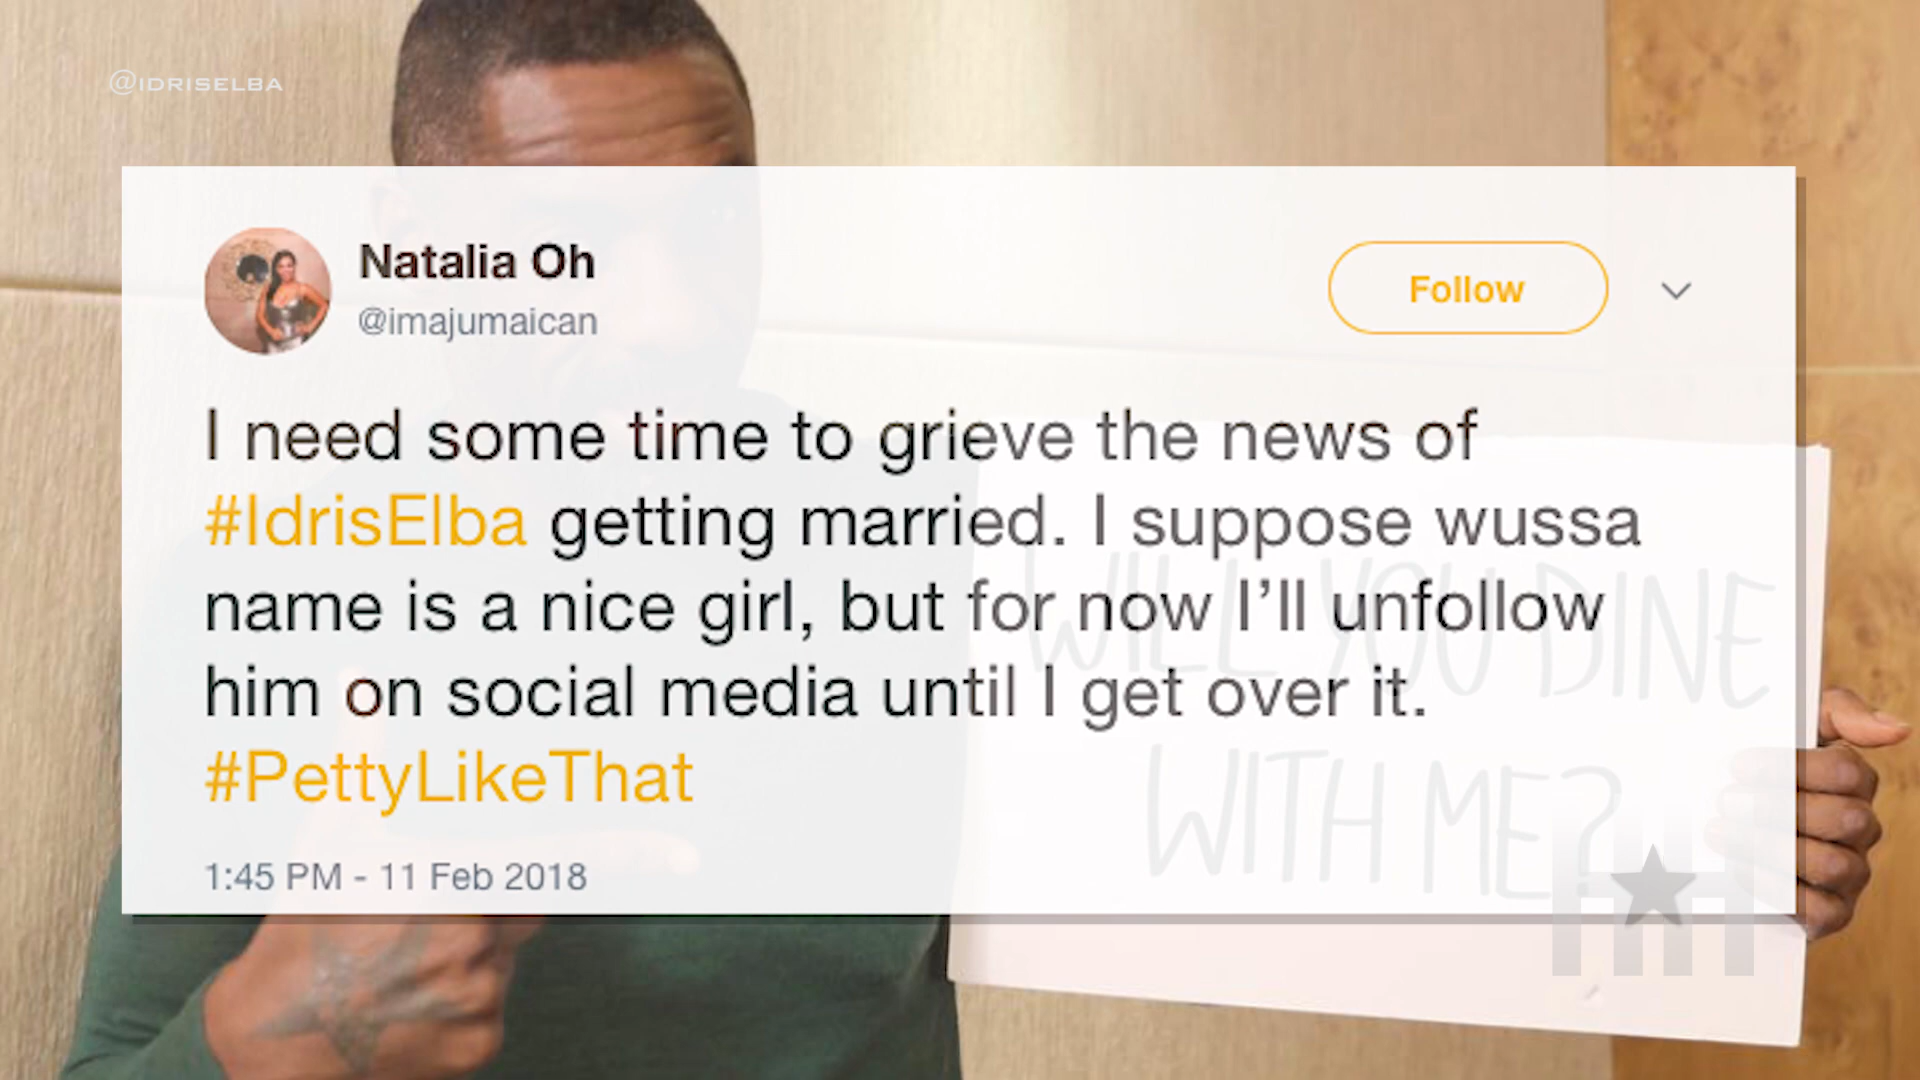 @IDRISELBA
Natalia Oh
@imajumaican
Follow
I need some time to grieve the news of
#IdrisElba getting married. I suppose wussa
name is a nice girl, but for now I’ll unfollow
him on social media until I get over it.
#PettyLikeThat
1:45 PM - 11 Feb 2018
WILL YOU DINE
WITH ME?